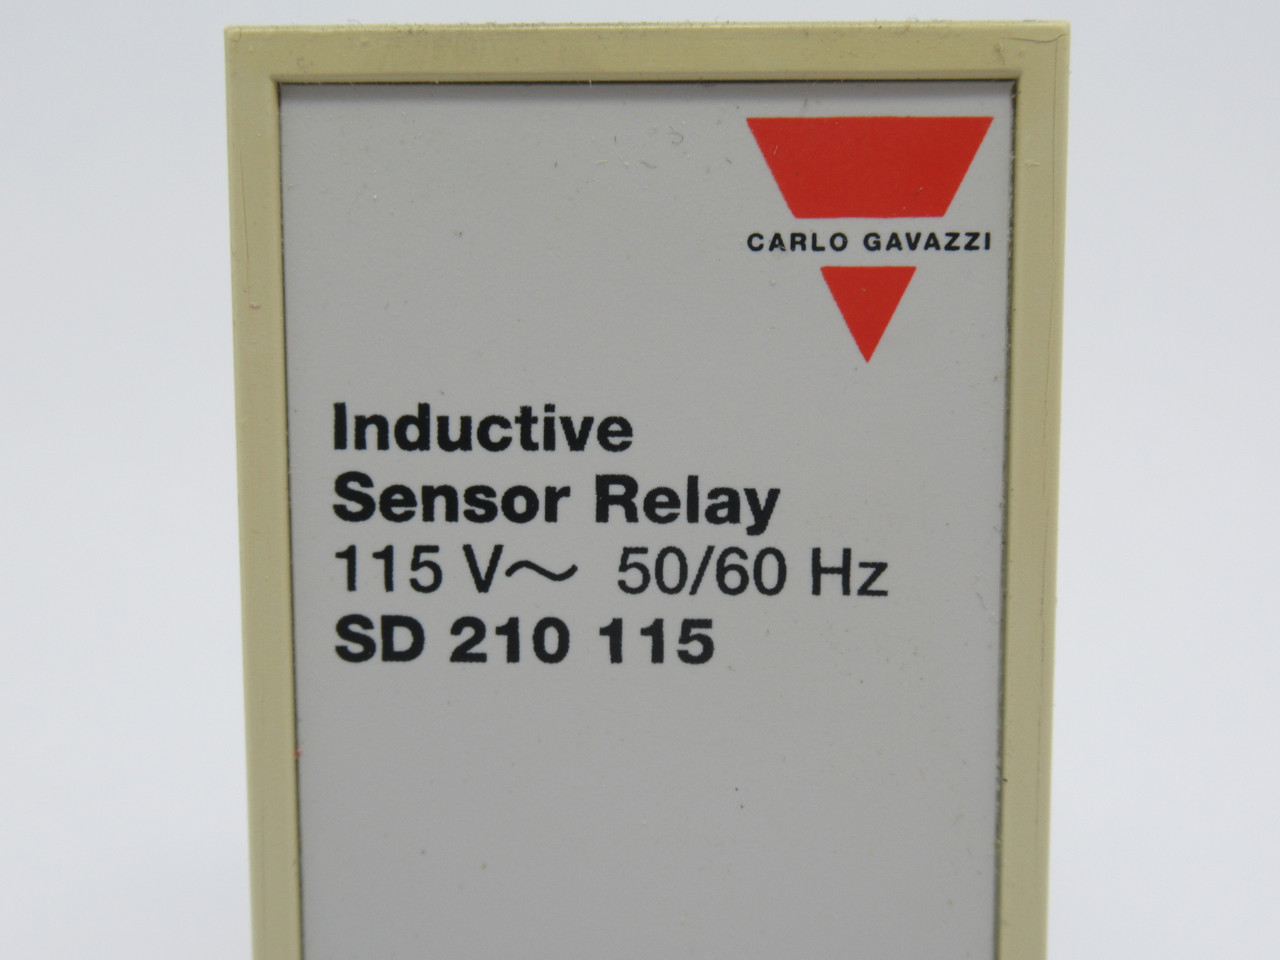 CARLO GAVAZZI
Inductive
Sensor Relay
115 V~ 50/60 Hz
SD 210 115